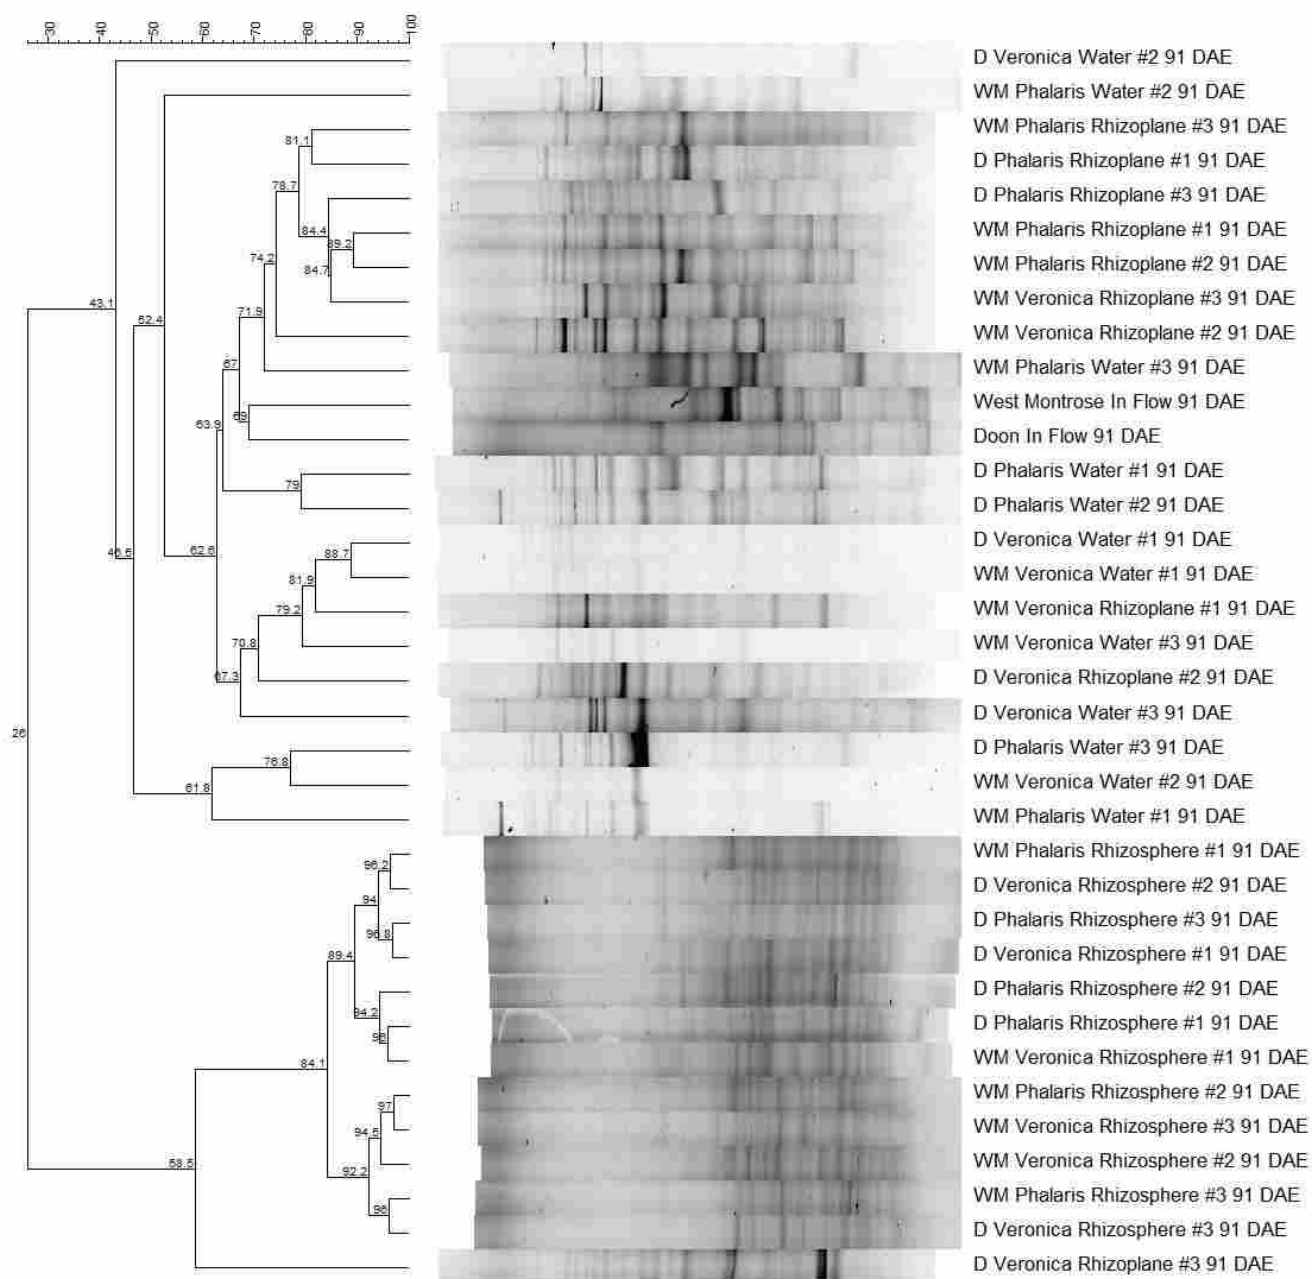 30 40 50 60 70 80 90 100
D Veronica Water #2 91 DAE
WM Phalaris Water #2 91 DAE
WM Phalaris Rhizoplane #3 91 DAE
81.1
D Phalaris Rhizoplane #1 91 DAE
78.7
D Phalaris Rhizoplane #3 91 DAE
84.4
WM Phalaris Rhizoplane #1 91 DAE
89.2
74.2
84.7
WM Phalaris Rhizoplane #2 91 DAE
43.1
WM Veronica Rhizoplane #3 91 DAE
52.4
71.9
WM Veronica Rhizoplane #2 91 DAE
67
WM Phalaris Water #3 91 DAE
West Montrose In Flow 91 DAE
69
63.9
Doon In Flow 91 DAE
D Phalaris Water #1 91 DAE
79
D Phalaris Water #2 91 DAE
D Veronica Water #1 91 DAE
46.5
62.6
88.7
WM Veronica Water #1 91 DAE
81.9
79.2
WM Veronica Rhizoplane #1 91 DAE
70.8
WM Veronica Water #3 91 DAE
67.3
D Veronica Rhizoplane #2 91 DAE
D Veronica Water #3 91 DAE
26
D Phalaris Water #3 91 DAE
76.8
WM Veronica Water #2 91 DAE
61.8
WM Phalaris Water #1 91 DAE
WM Phalaris Rhizosphere #1 91 DAE
96.2
D Veronica Rhizosphere #2 91 DAE
94
D Phalaris Rhizosphere #3 91 DAE
96.8
89.4
D Veronica Rhizosphere #1 91 DAE
D Phalaris Rhizosphere #2 91 DAE
94.2
D Phalaris Rhizosphere #1 91 DAE
WM Veronica Rhizosphere #1 91 DAE
84.1
WM Phalaris Rhizosphere #2 91 DAE
97
WM Veronica Rhizosphere #3 91 DAE
94.5
58.5
92.2
WM Veronica Rhizosphere #2 91 DAE
WM Phalaris Rhizosphere #3 91 DAE
D Veronica Rhizosphere #3 91 DAE
D Veronica Rhizoplane #3 91 DAE